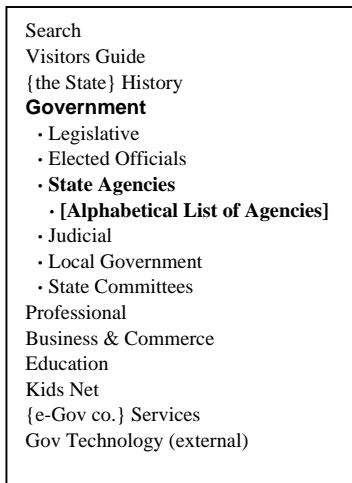 Search
Visitors Guide
{the State} History
Government
· Legislative
· Elected Officials
· State Agencies
· [Alphabetical List of Agencies]
· Judicial
· Local Government
· State Committees
Professional
Business & Commerce
Education
Kids Net
{e-Gov co.} Services
Gov Technology (external)